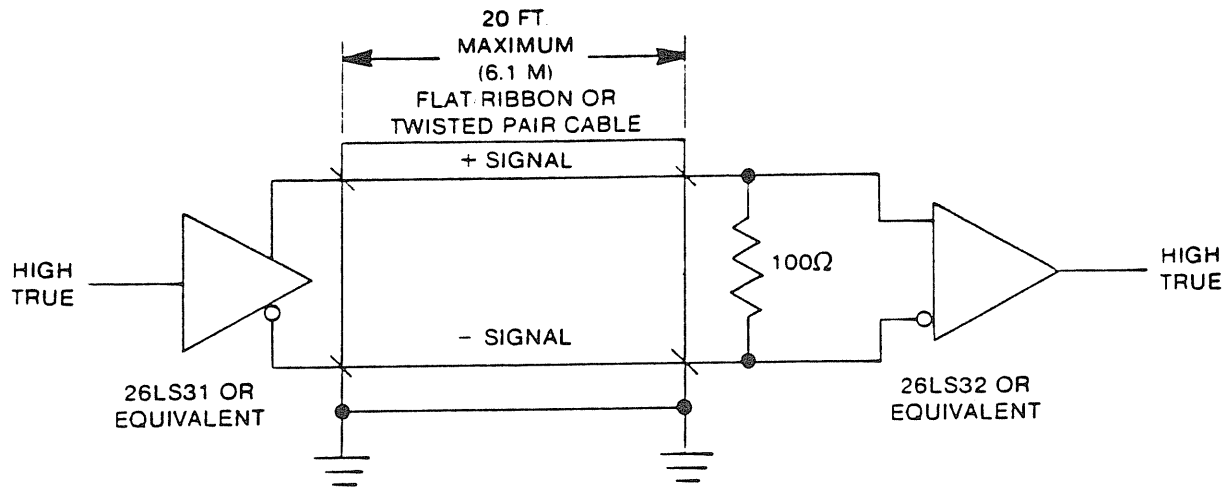 20 FT.
MAXIMUM
(6.1 M)
FLAT RIBBON OR
TWISTED PAIR CABLE
+ SIGNAL
HIGH
TRUE
100Ω
HIGH
TRUE
− SIGNAL
26LS31 OR
EQUIVALENT
26LS32 OR
EQUIVALENT